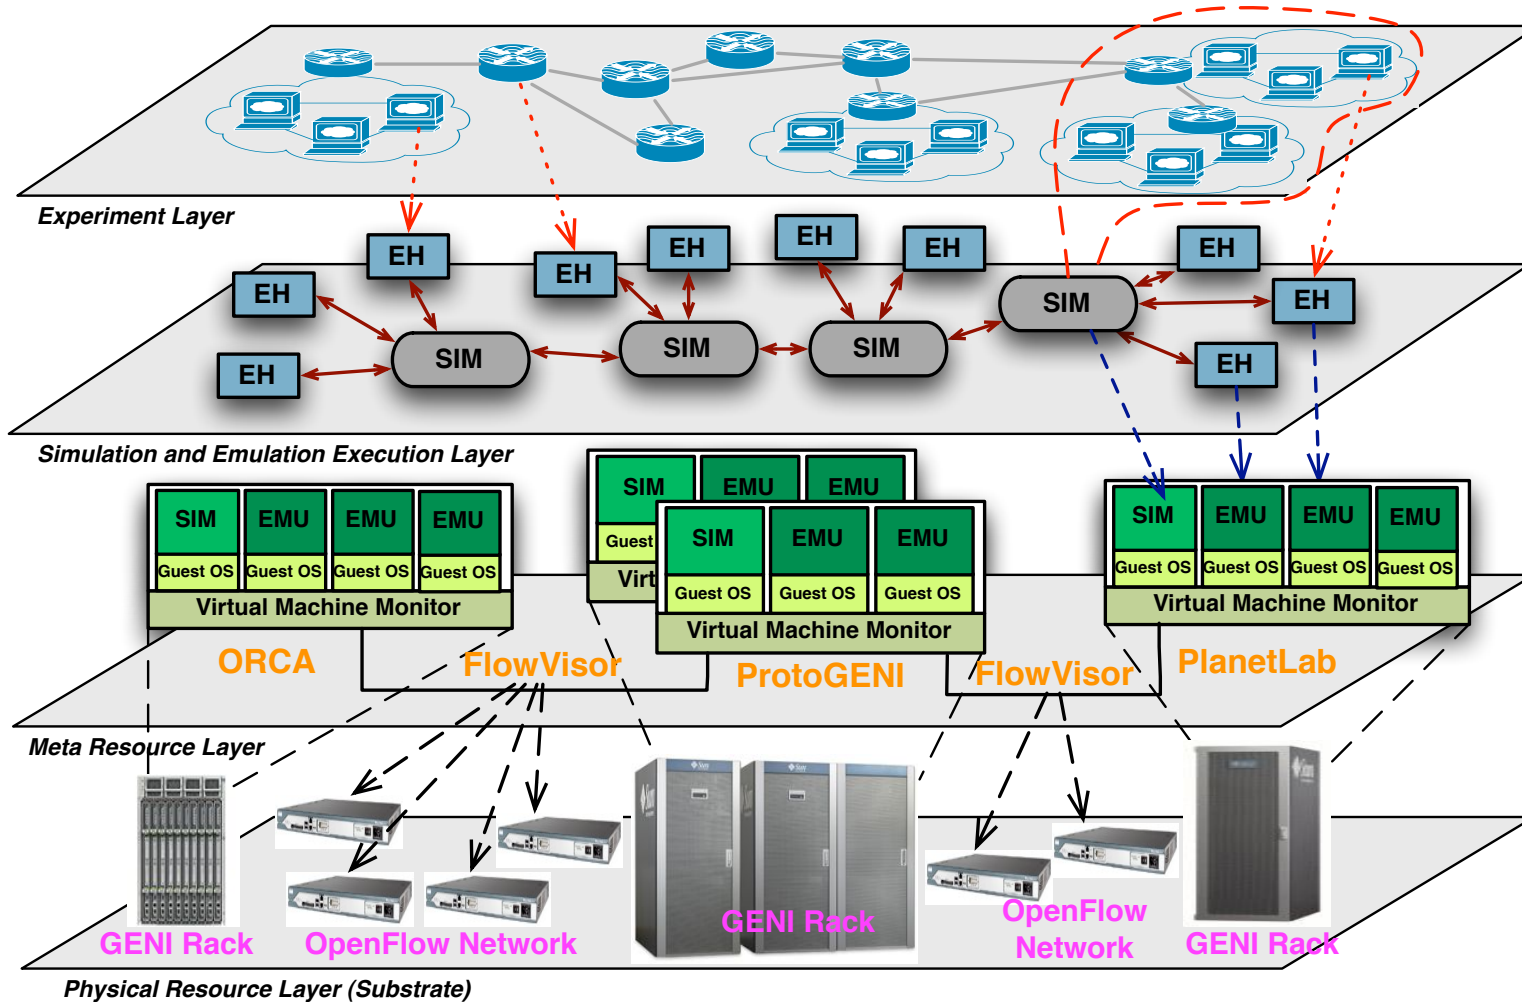 Experiment Layer
EH
EH
EH
EH
EH
EH
EH
EH
EH
EH
SIM
SIM
SIM
SIM
Simulation and Emulation Execution Layer
SIM
EMU
EMU
EMU
Guest OS
Guest OS
Guest OS
Guest OS
Virtual Machine Monitor
SIM
EMU
EMU
Guest
Virt
SIM
EMU
EMU
Guest OS
Guest OS
Guest OS
Virtual Machine Monitor
SIM
EMU
EMU
EMU
Guest OS
Guest OS
Guest OS
Guest OS
Virtual Machine Monitor
ORCA
FlowVisor
ProtoGENI
FlowVisor
PlanetLab
Meta Resource Layer
Sun
Sun
GENI Rack
OpenFlow Network
GENI Rack
OpenFlow
Network
GENI Rack
Physical Resource Layer (Substrate)